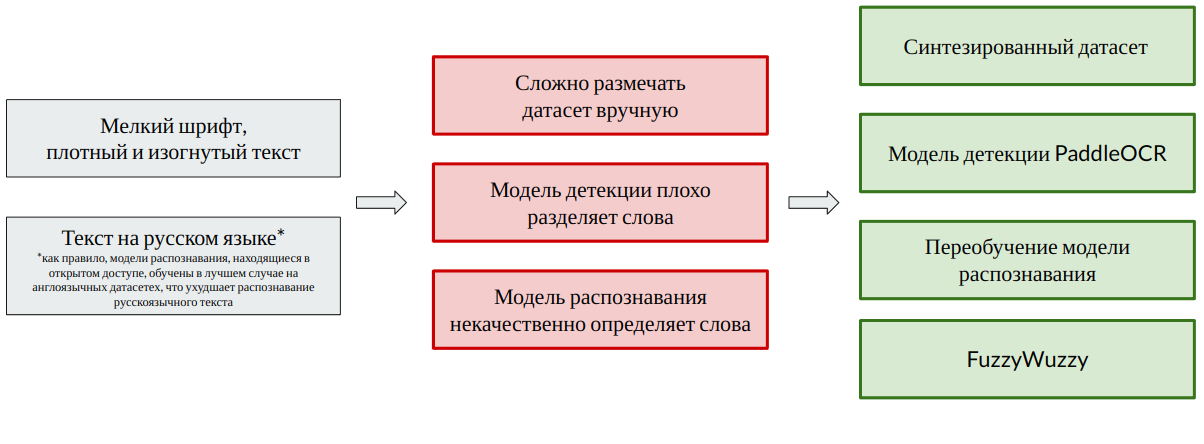 Мелкий шрифт,
плотный и изогнутый текст
Текст на русском языке*
*как правило, модели распознавания, находящиеся в
открытом доступе, обучены в лучшем случае на
англоязычных датасетех, что ухудшает распознавание
русскоязычного текста
Сложно размечать
датасет вручную
Модель детекции плохо
разделяет слова
Модель распознавания
некачественно определяет слова
Синтезированный датасет
Модель детекции PaddleOCR
Переобучение модели
распознавания
FuzzyWuzzy